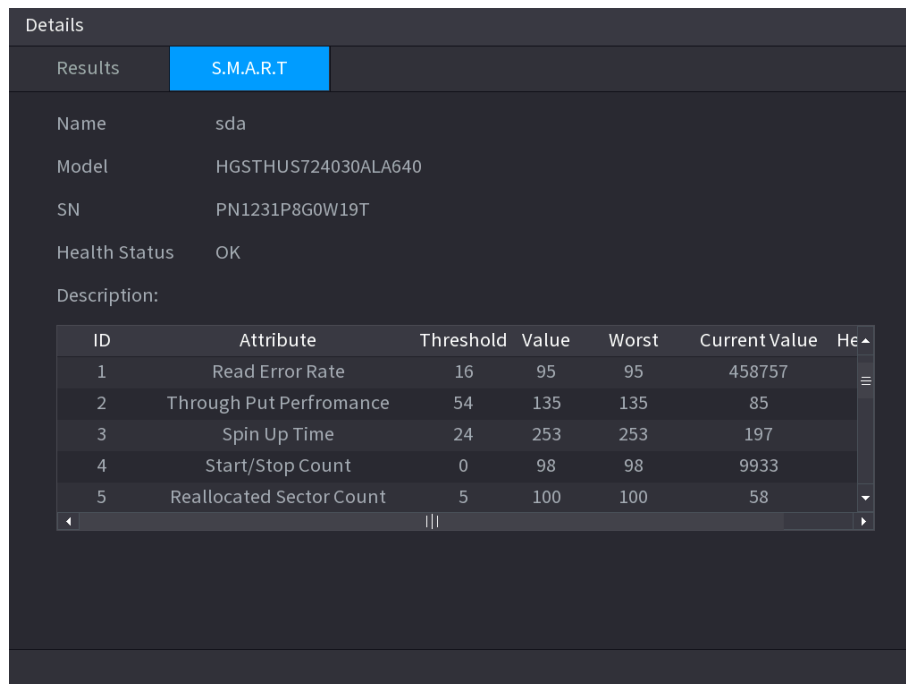 Details
Results S.M.A.R.T
Name sda
Model HGSTHUS724030ALA640
SN PN1231P8G0W19T
Health Status OK
Description:
ID Attribute Threshold Value Worst Current Value He
1 Read Error Rate 16 95 95 458757
2 Through Put Perfromance 54 135 135 85
3 Spin Up Time 24 253 253 197
4 Start/Stop Count 0 98 98 9933
5 Reallocated Sector Count 5 100 100 58